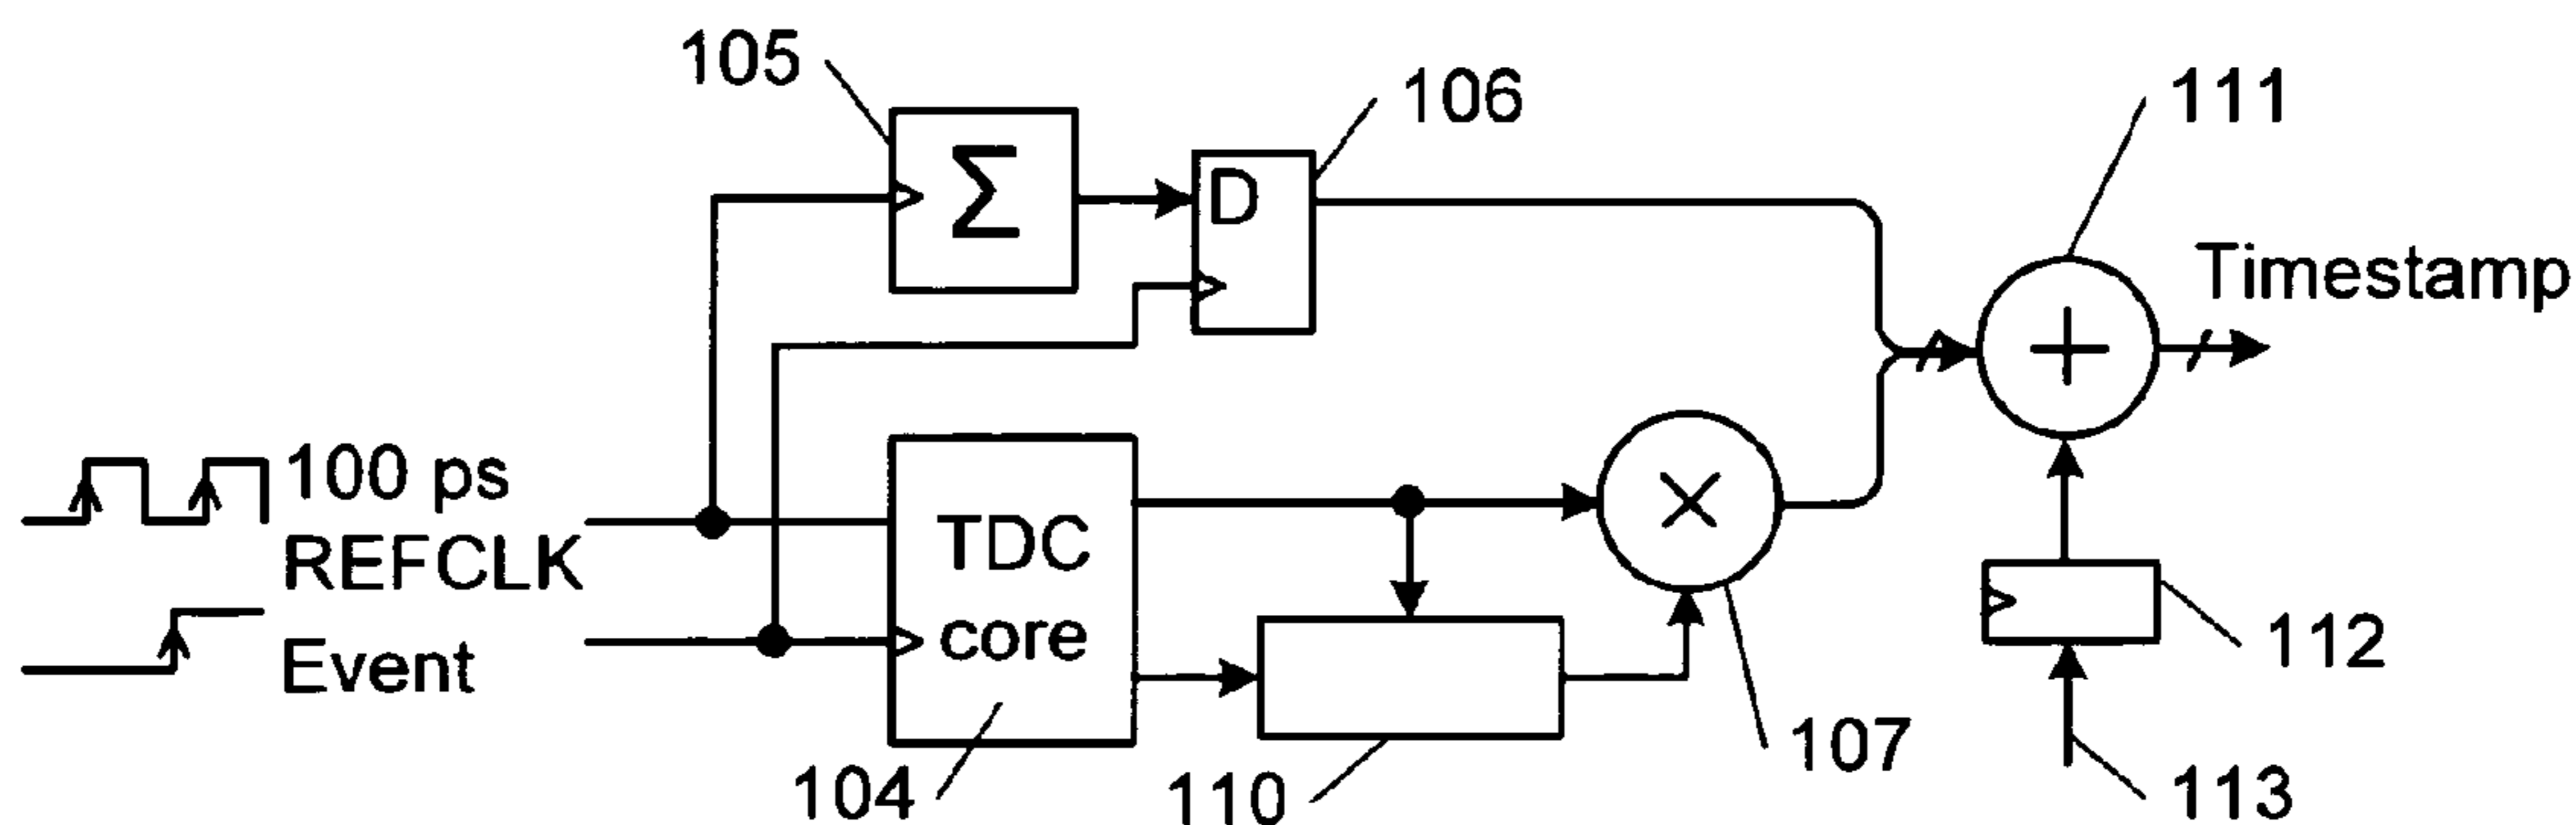 105
106
111
Σ
D
Timestamp
+
100 ps
REFCLK
Event
TDC
core
×
104
110
107
112
113